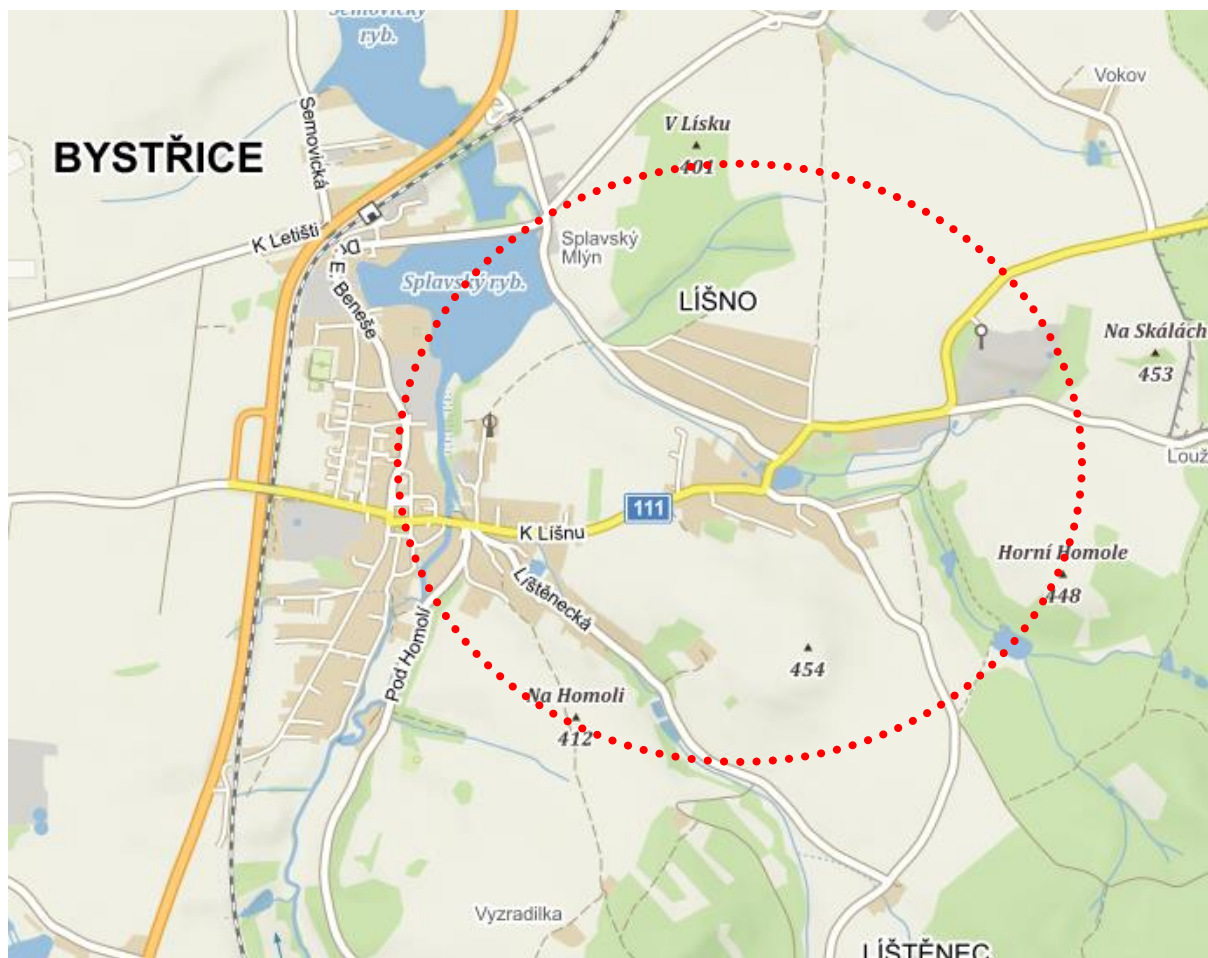 Semovický
ryb.
Vokov
Semovická
V Lísku
401
BYSTŘICE
K Letišti
Splavský
Mlýn
Dr. E. Beneše
Splavský ryb.
LÍŠNO
Na Skálách
453
Louž
111
K Líšnu
Horní Homole
448
Líštěnecká
Pod Homolí
454
Na Homoli
412
Vyzradilka
LÍŠTĚNEC